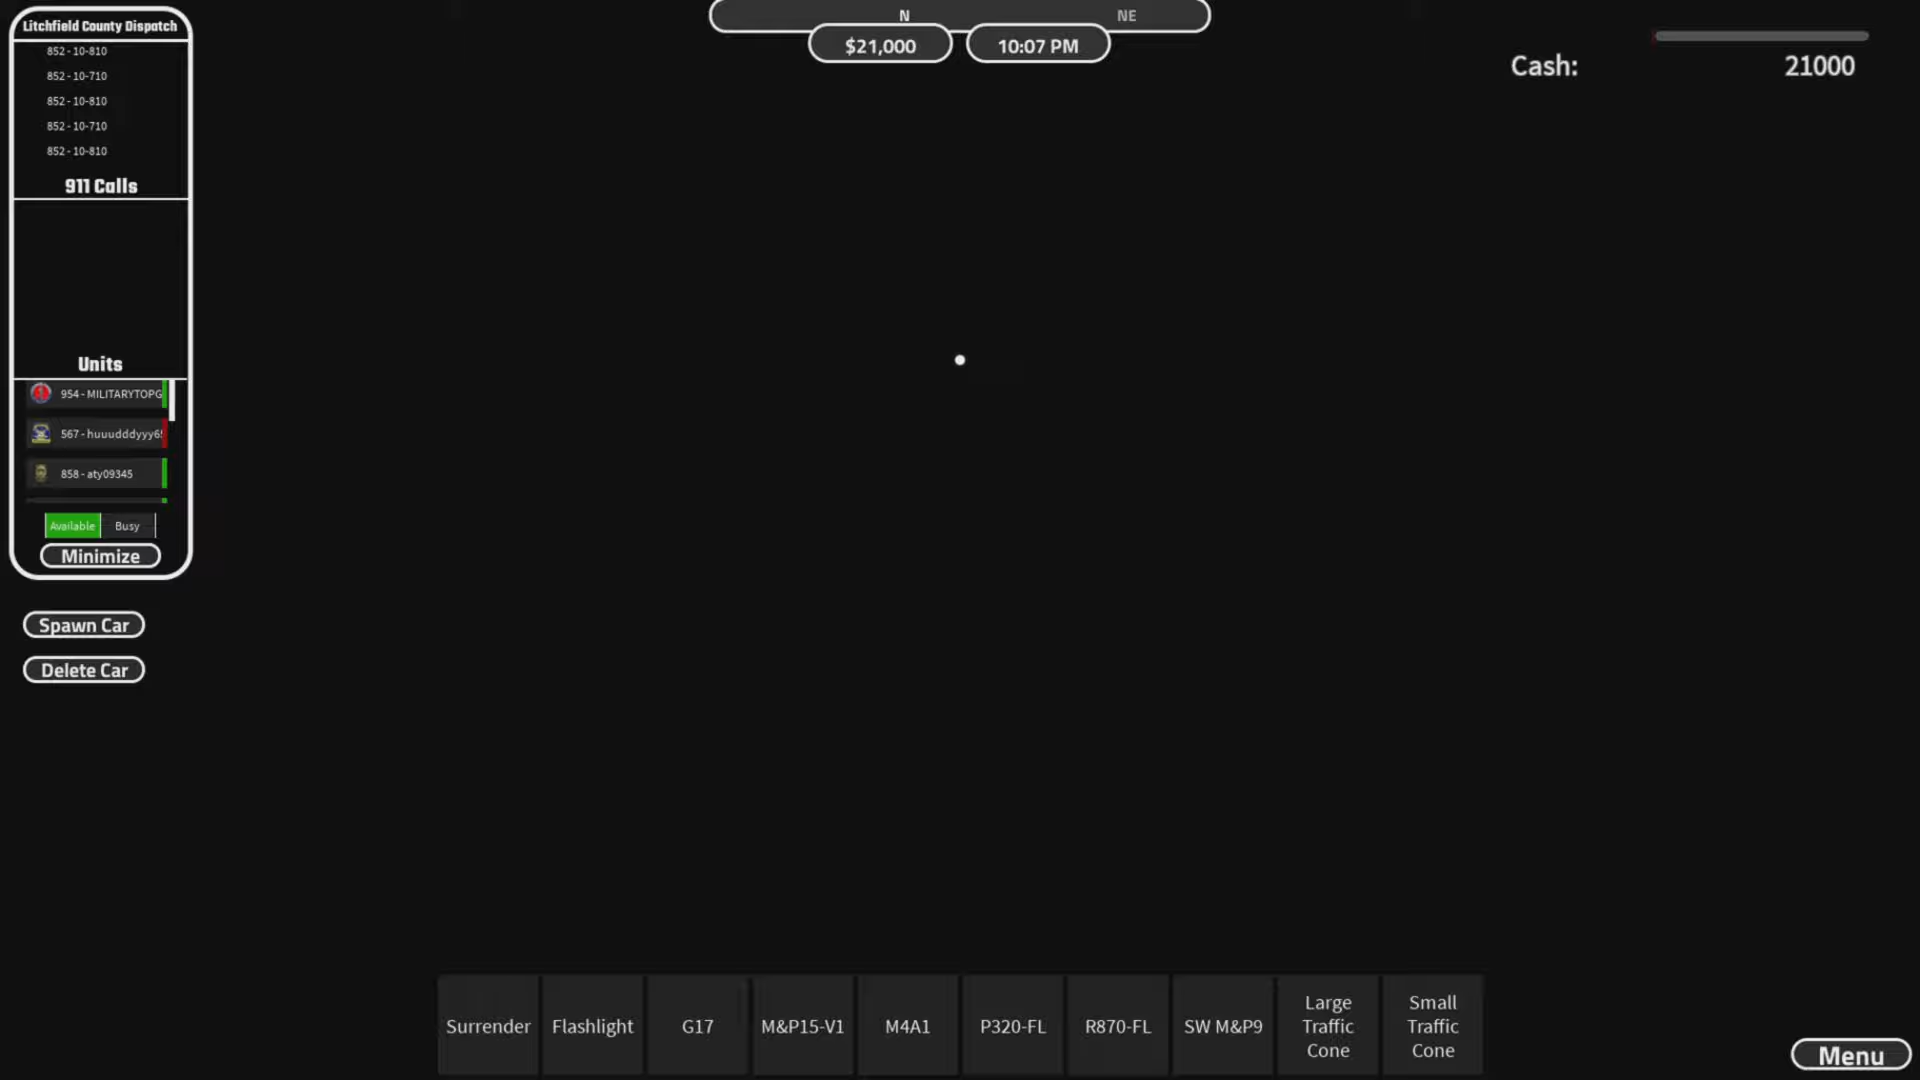 Litchfield County Dispatch
852 - 10-810
852 - 10-710
852 - 10-810
852 - 10-710
852 - 10-810
911 Calls
Units
954 - MILITARYTOPG
567 - huuudddyyy6
858 - aty09345
Available Busy
Minimize
Spawn Car
Delete Car
N NE
$21,000 10:07 PM
Cash: 21000
Surrender
Flashlight
G17
M&P15-V1
M4A1
P320-FL
R870-FL
SW M&P9
Large
Traffic
Cone
Small
Traffic
Cone
Menu